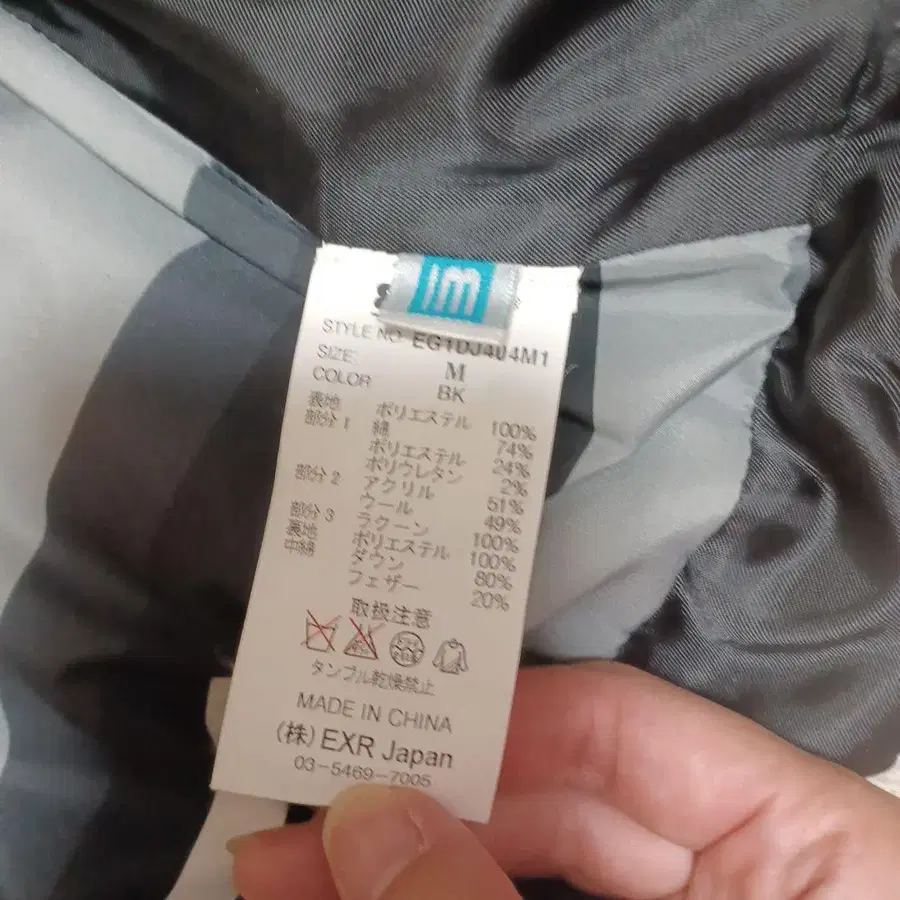 IM
STYLE NO. EG1DJ404M1
SIZE: M
COLOR BK
表地 ポリエステル 100%
部分 1 綿 74%
ポリエステル 24%
ポリウレタン 2%
部分 2 アクリル 51%
ウール 49%
部分 3 ラクーン 100%
裏地 ポリエステル 100%
中綿 ダウン 80%
フェザー 20%
取扱注意
タンブル乾燥禁止
MADE IN CHINA
(株) EXR Japan
03-5469-7005